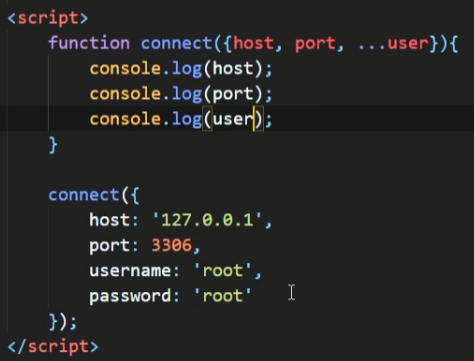 <script>
function connect({host, port, ...user}){
console.log(host);
console.log(port);
console.log(user);
}
connect({
host: '127.0.0.1',
port: 3306,
username: 'root',
password: 'root'
});
</script>